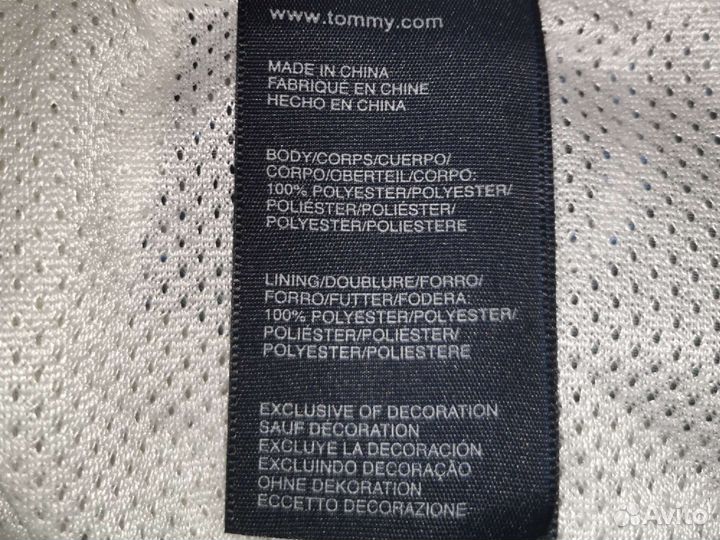 www.tommy.com
MADE IN CHINA
FABRIQUÉ EN CHINE
HECHO EN CHINA
BODY/CORPS/CUERPO/
CORPO/OBERTEIL/CORPO:
100% POLYESTER/POLYESTER/
POLIÉSTER/POLIÉSTER/
POLYESTER/POLIESTERE
LINING/DOUBLURE/FORRO/
FORRO/FUTTER/FODERA:
100% POLYESTER/POLYESTER/
POLIÉSTER/POLIÉSTER/
POLYESTER/POLIESTERE
EXCLUSIVE OF DECORATION
SAUF DÉCORATION
EXCLUYE LA DECORACIÓN
EXCLUINDO DECORAÇÃO
OHNE DEKORATION
ECCETTO DECORAZIONE
Avito